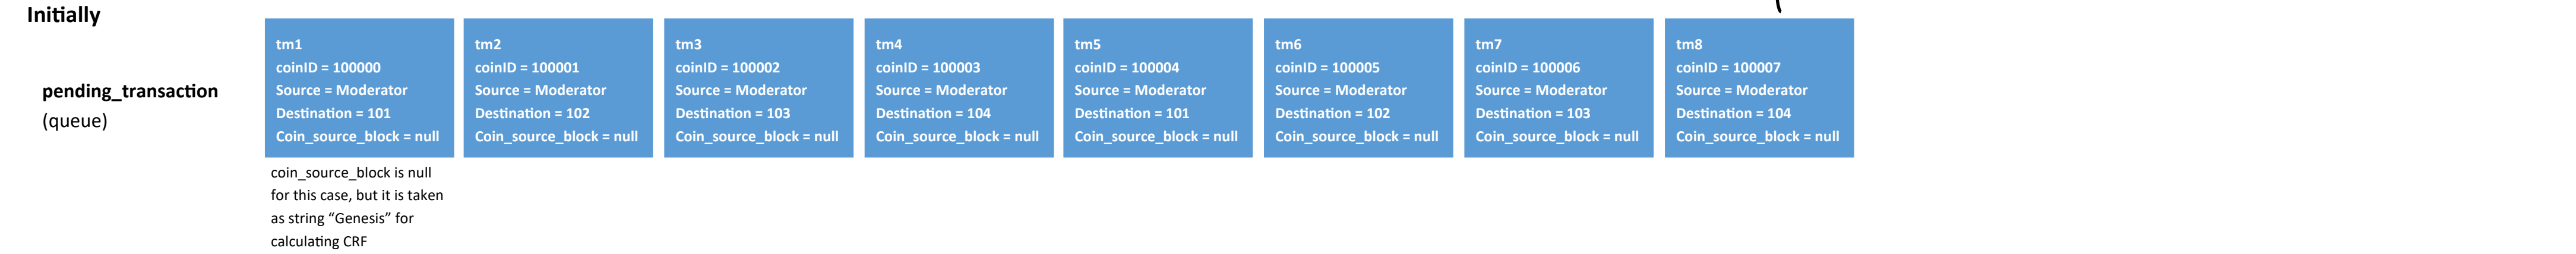 Initially
pending_transaction
(queue)
tm1
coinID = 100000
Source = Moderator
Destination = 101
Coin_source_block = null
tm2
coinID = 100001
Source = Moderator
Destination = 102
Coin_source_block = null
tm3
coinID = 100002
Source = Moderator
Destination = 103
Coin_source_block = null
tm4
coinID = 100003
Source = Moderator
Destination = 104
Coin_source_block = null
tm5
coinID = 100004
Source = Moderator
Destination = 101
Coin_source_block = null
tm6
coinID = 100005
Source = Moderator
Destination = 102
Coin_source_block = null
tm7
coinID = 100006
Source = Moderator
Destination = 103
Coin_source_block = null
tm8
coinID = 100007
Source = Moderator
Destination = 104
Coin_source_block = null
coin_source_block is null
for this case, but it is taken
as string “Genesis” for
calculating CRF